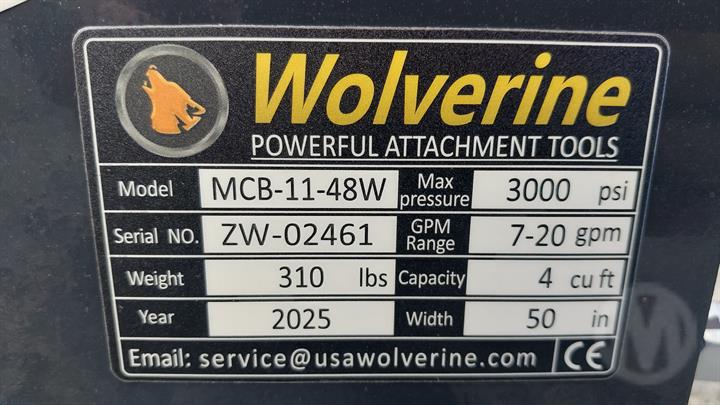 Wolverine
POWERFUL ATTACHMENT TOOLS
Model MCB-11-48W Max pressure 3000 psi
Serial NO. ZW-02461 GPM Range 7-20 gpm
Weight 310 lbs Capacity 4 cu ft
Year 2025 Width 50 in
Email: service@usawolverine.com CE